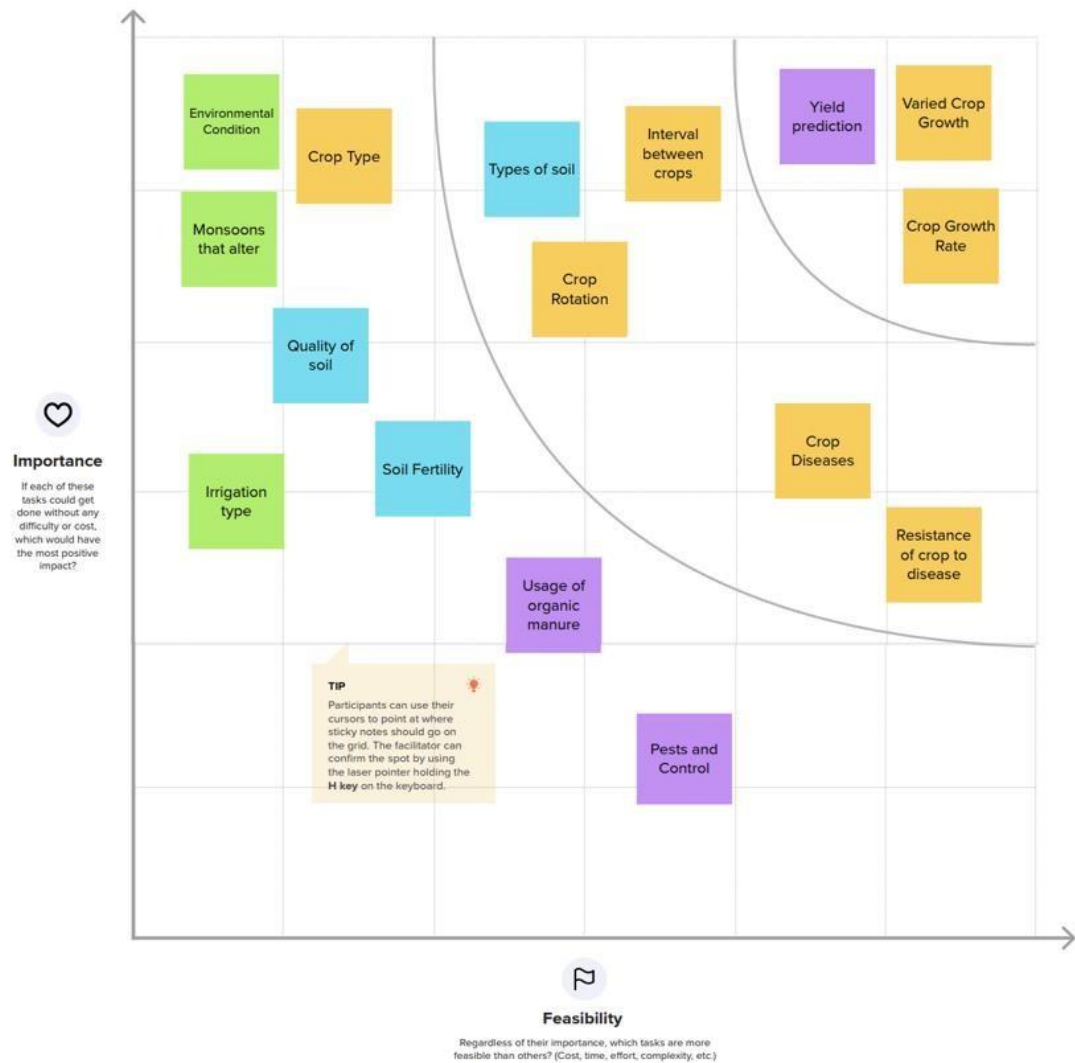 Environmental
Condition
Crop Type
Types of soil
Interval
between
crops
Yield
prediction
Varied Crop
Growth
Monsoons
that alter
Crop
Rotation
Crop Growth
Rate
Quality of
soil
Importance
If each of these
tasks could get
done without any
difficulty or cost,
which would have
the most positive
impact?
Irrigation
type
Soil Fertility
Crop
Diseases
Resistance
of crop to
disease
Usage of
organic
manure
TIP
Participants can use their
cursors to point at where
sticky notes should go on
the grid. The facilitator can
confirm the spot by using
the laser pointer holding the
H key on the keyboard.
Pests and
Control
Feasibility
Regardless of their importance, which tasks are more
feasible than others? (Cost, time, effort, complexity, etc.)